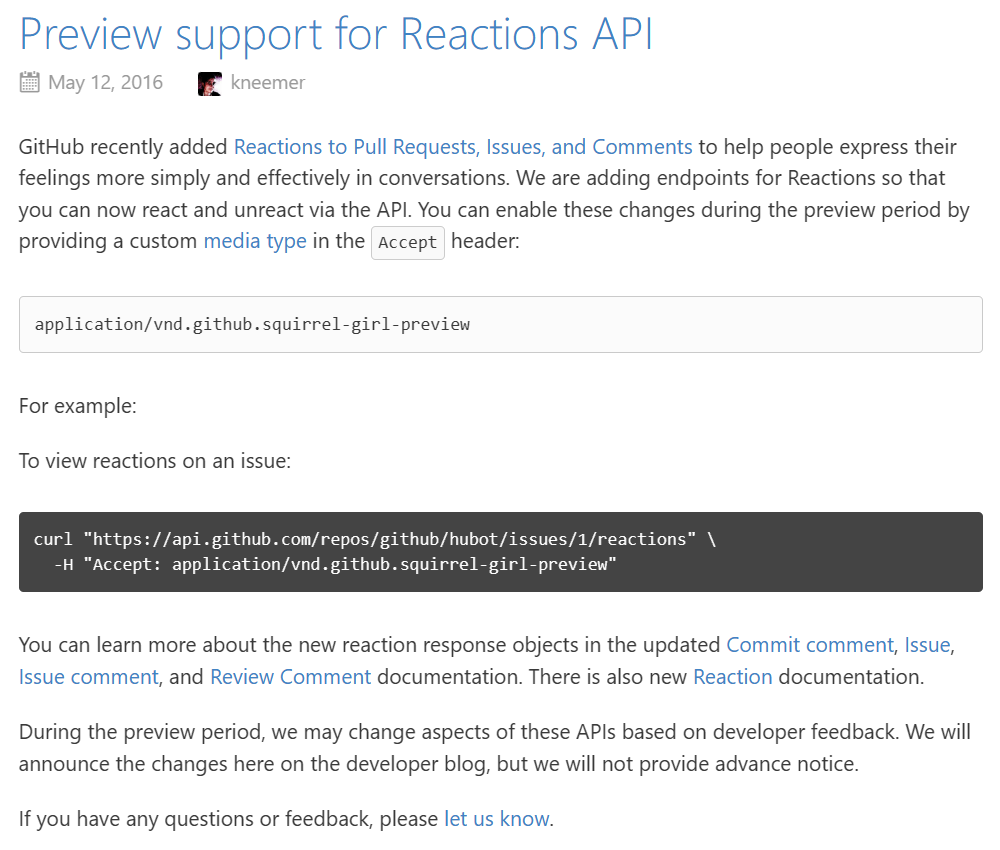 Preview support for Reactions API
May 12, 2016 kneemer
GitHub recently added Reactions to Pull Requests, Issues, and Comments to help people express their
feelings more simply and effectively in conversations. We are adding endpoints for Reactions so that
you can now react and unreact via the API. You can enable these changes during the preview period by
providing a custom media type in the Accept header:
application/vnd.github.squirrel-girl-preview
For example:
To view reactions on an issue:
curl "https://api.github.com/repos/github/hubot/issues/1/reactions" \
-H "Accept: application/vnd.github.squirrel-girl-preview"
You can learn more about the new reaction response objects in the updated Commit comment, Issue,
Issue comment, and Review Comment documentation. There is also new Reaction documentation.
During the preview period, we may change aspects of these APIs based on developer feedback. We will
announce the changes here on the developer blog, but we will not provide advance notice.
If you have any questions or feedback, please let us know.